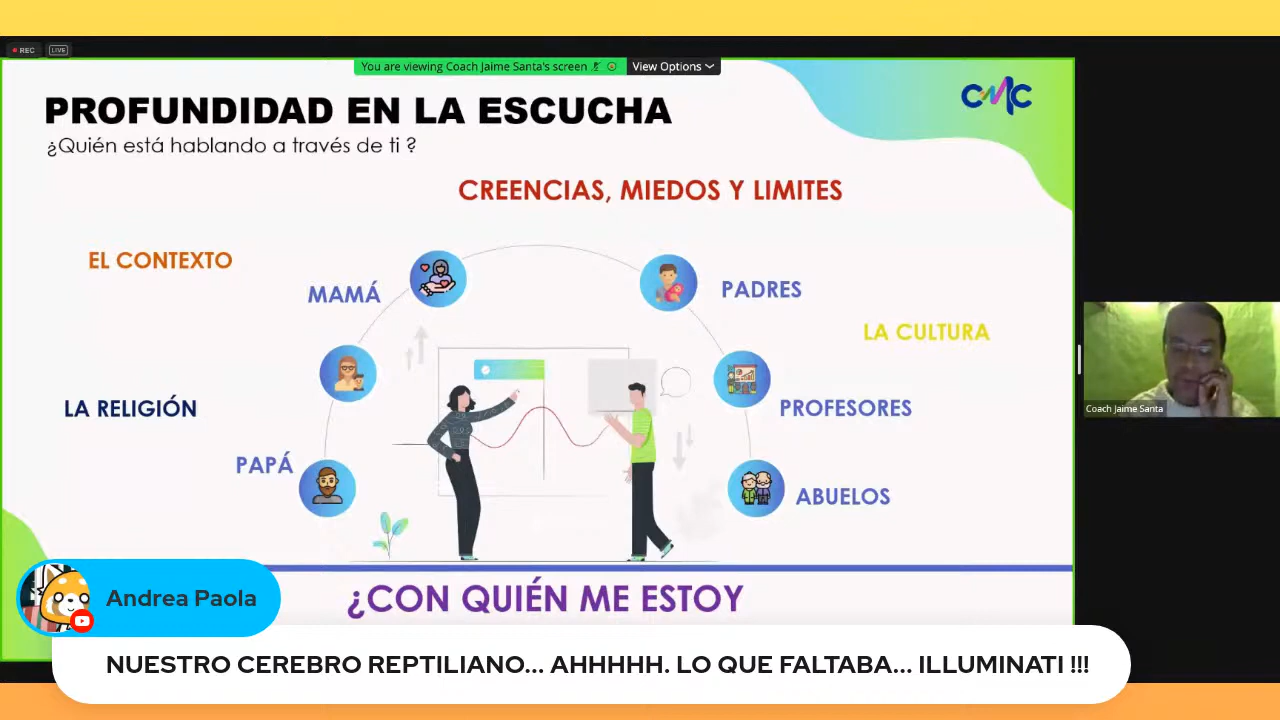 REC LIVE
You are viewing Coach Jaime Santa's screen View Options
CMC
PROFUNDIDAD EN LA ESCUCHA
¿Quién está hablando a través de ti ?
CREENCIAS, MIEDOS Y LIMITES
EL CONTEXTO
MAMÁ
PADRES
LA CULTURA
LA RELIGIÓN
PROFESORES
PAPÁ
ABUELOS
Coach Jaime Santa
¿CON QUIÉN ME ESTOY
Andrea Paola
NUESTRO CEREBRO REPTILIANO... AHHHHH. LO QUE FALTABA... ILLUMINATI !!!